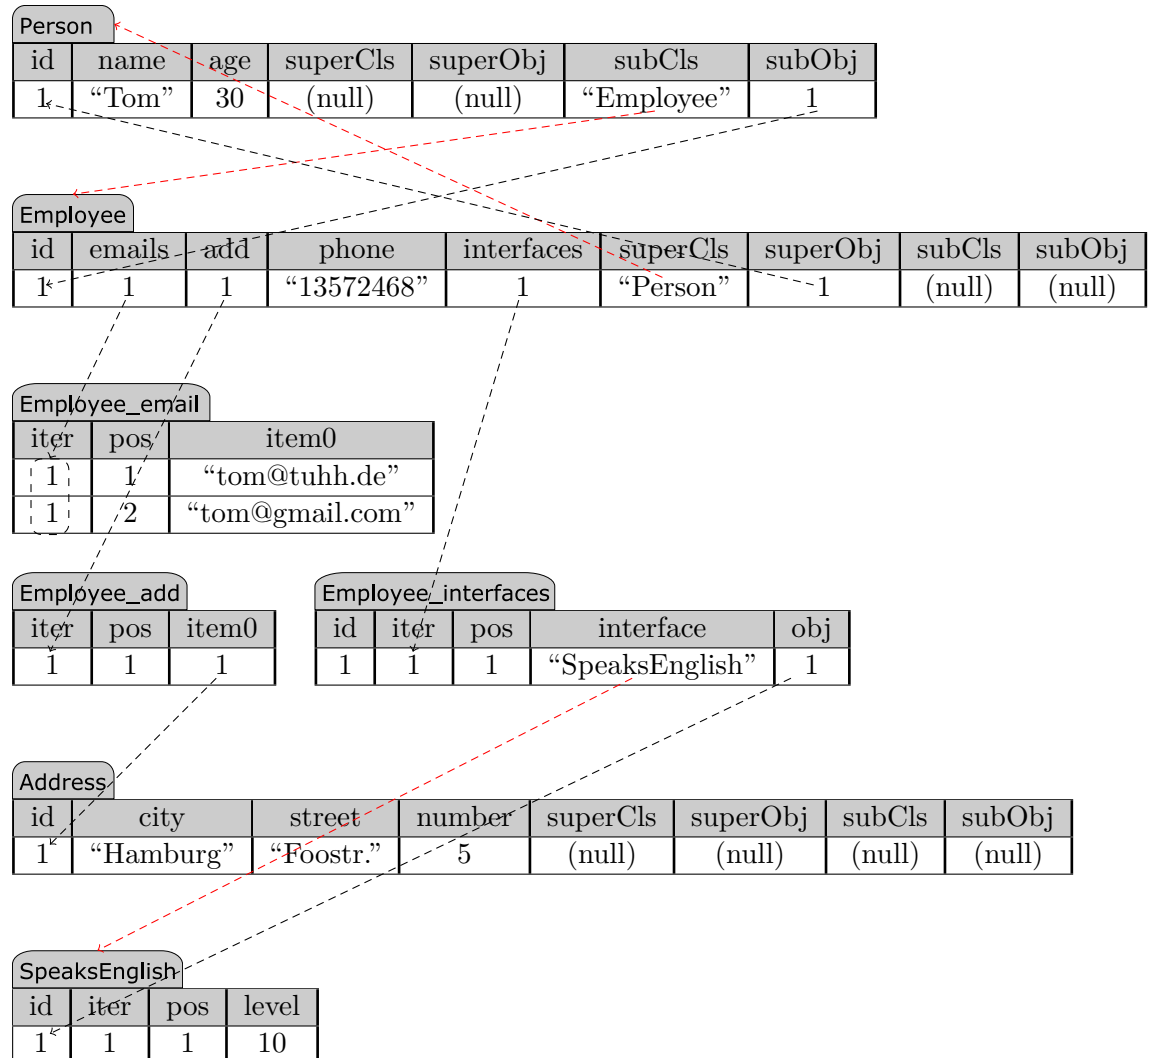 Person
id name age superCls superObj subCls subObj
1 “Tom” 30 (null) (null) “Employee” 1
Employee
id emails add phone interfaces superCls superObj subCls subObj
1 1 1 “13572468” 1 “Person” 1 (null) (null)
Employee_email
iter pos item0
1 1 “tom@tuhh.de”
1 2 “tom@gmail.com”
Employee_add
iter pos item0
1 1 1
Employee_interfaces
id iter pos interface obj
1 1 1 “SpeaksEnglish” 1
Address
id city street number superCls superObj subCls subObj
1 “Hamburg” “Foostr.” 5 (null) (null) (null) (null)
SpeaksEnglish
id iter pos level
1 1 1 10